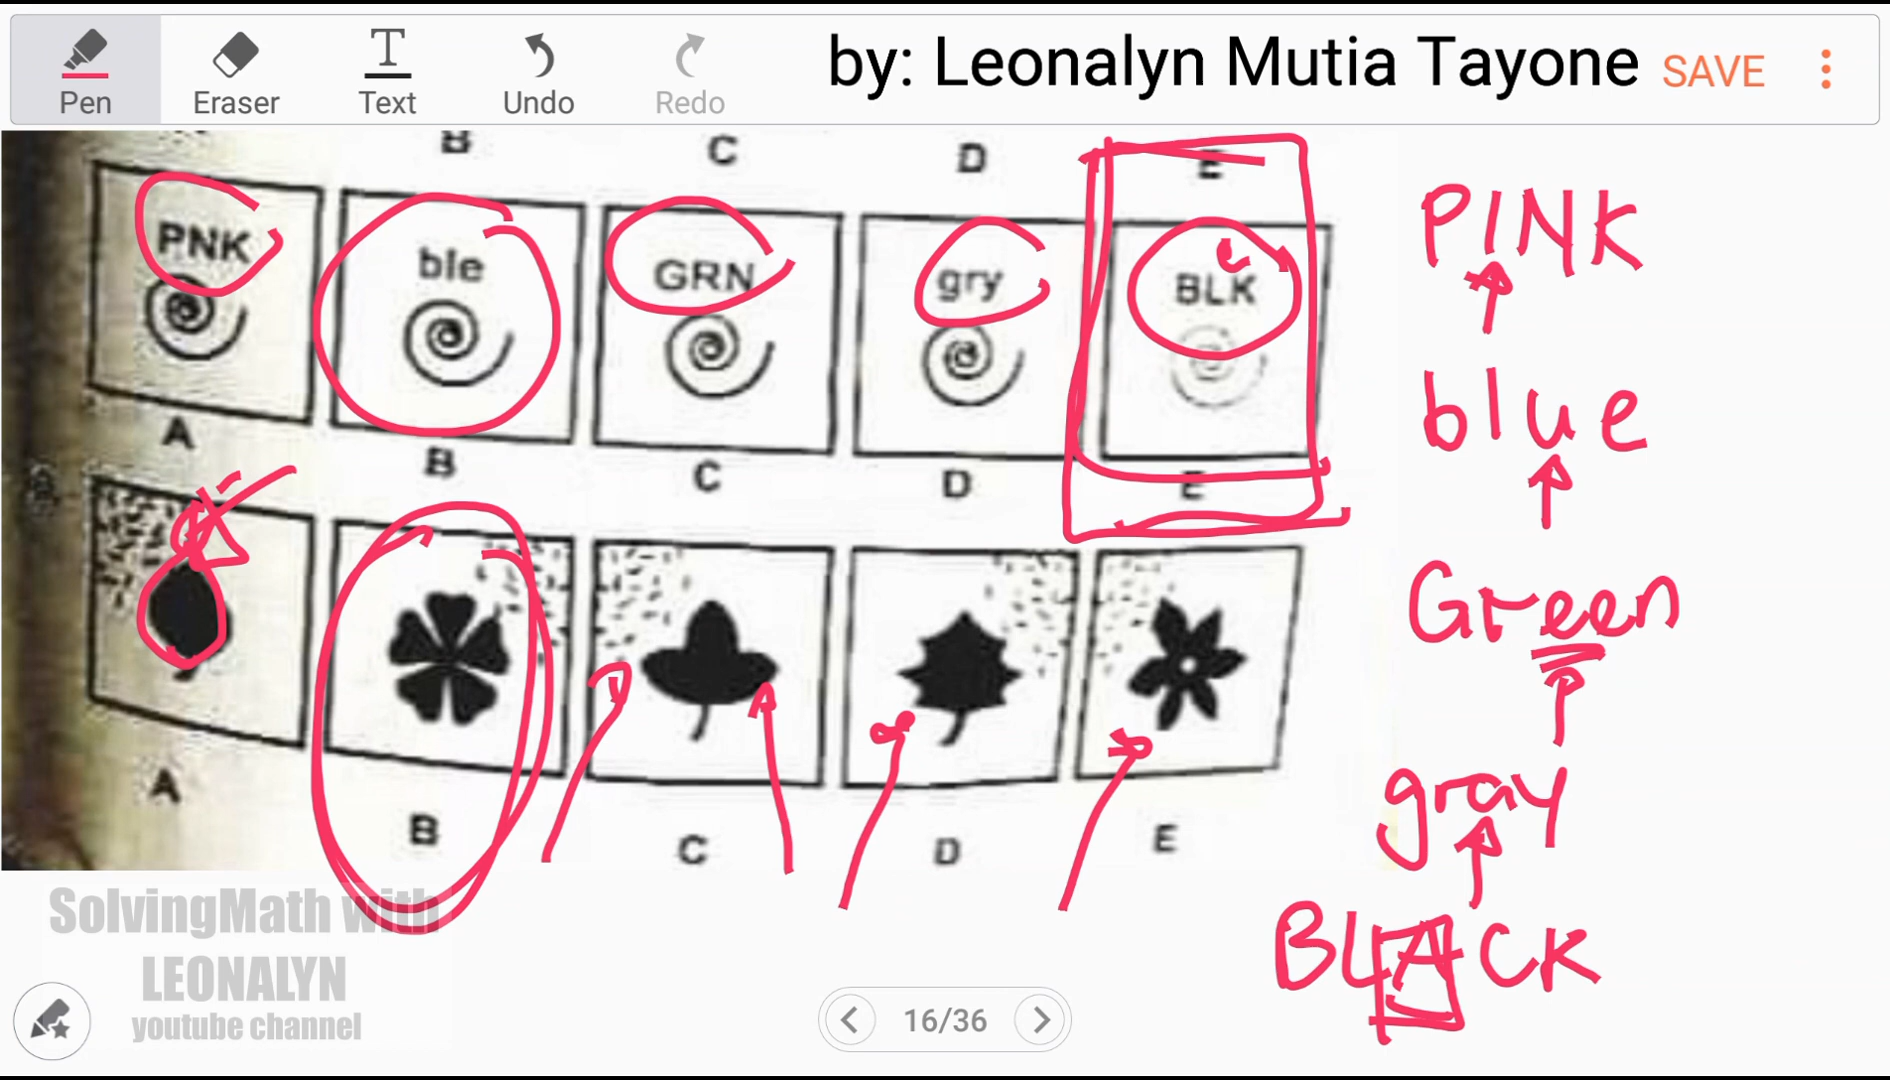 Pen Eraser Text Undo Redo by: Leonalyn Mutia Tayone SAVE
B C D E
PNK ble GRN gry BLK
A B C D E
A B C D E
PINK
blue
Green
gray
BLACK
SolvingMath with
LEONALYN
youtube channel
16/36